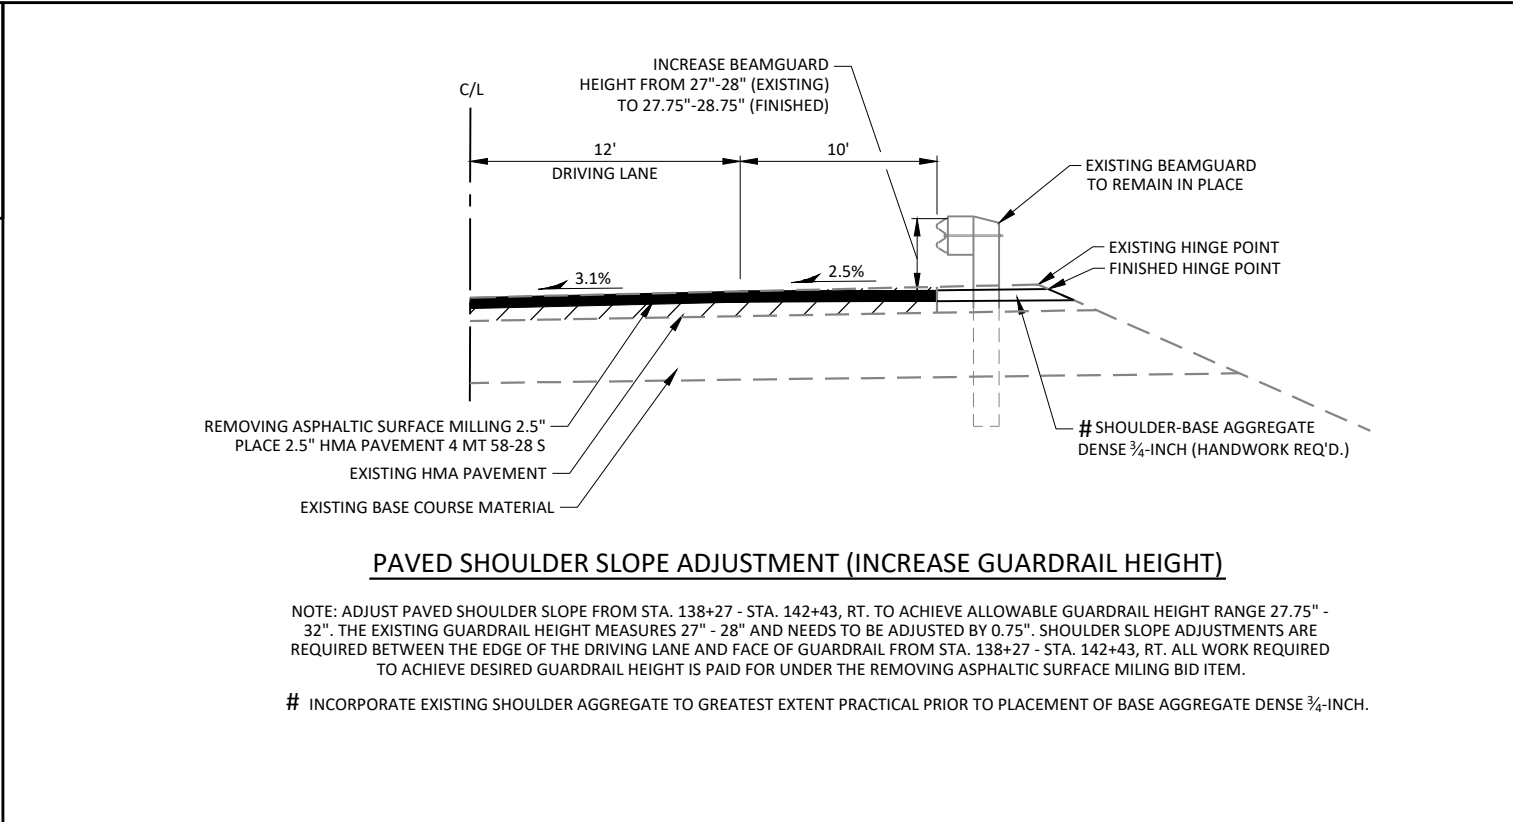 INCREASE BEAMGUARD
HEIGHT FROM 27"-28" (EXISTING)
TO 27.75"-28.75" (FINISHED)
C/L
12'
DRIVING LANE
10'
EXISTING BEAMGUARD
TO REMAIN IN PLACE
EXISTING HINGE POINT
FINISHED HINGE POINT
3.1%
2.5%
REMOVING ASPHALTIC SURFACE MILLING 2.5"
PLACE 2.5" HMA PAVEMENT 4 MT 58-28 S
EXISTING HMA PAVEMENT
EXISTING BASE COURSE MATERIAL
# SHOULDER-BASE AGGREGATE
DENSE ¾-INCH (HANDWORK REQ'D.)
PAVED SHOULDER SLOPE ADJUSTMENT (INCREASE GUARDRAIL HEIGHT)
NOTE: ADJUST PAVED SHOULDER SLOPE FROM STA. 138+27 - STA. 142+43, RT. TO ACHIEVE ALLOWABLE GUARDRAIL HEIGHT RANGE 27.75" -
32". THE EXISTING GUARDRAIL HEIGHT MEASURES 27" - 28" AND NEEDS TO BE ADJUSTED BY 0.75". SHOULDER SLOPE ADJUSTMENTS ARE
REQUIRED BETWEEN THE EDGE OF THE DRIVING LANE AND FACE OF GUARDRAIL FROM STA. 138+27 - STA. 142+43, RT. ALL WORK REQUIRED
TO ACHIEVE DESIRED GUARDRAIL HEIGHT IS PAID FOR UNDER THE REMOVING ASPHALTIC SURFACE MILING BID ITEM.
# INCORPORATE EXISTING SHOULDER AGGREGATE TO GREATEST EXTENT PRACTICAL PRIOR TO PLACEMENT OF BASE AGGREGATE DENSE ¾-INCH.